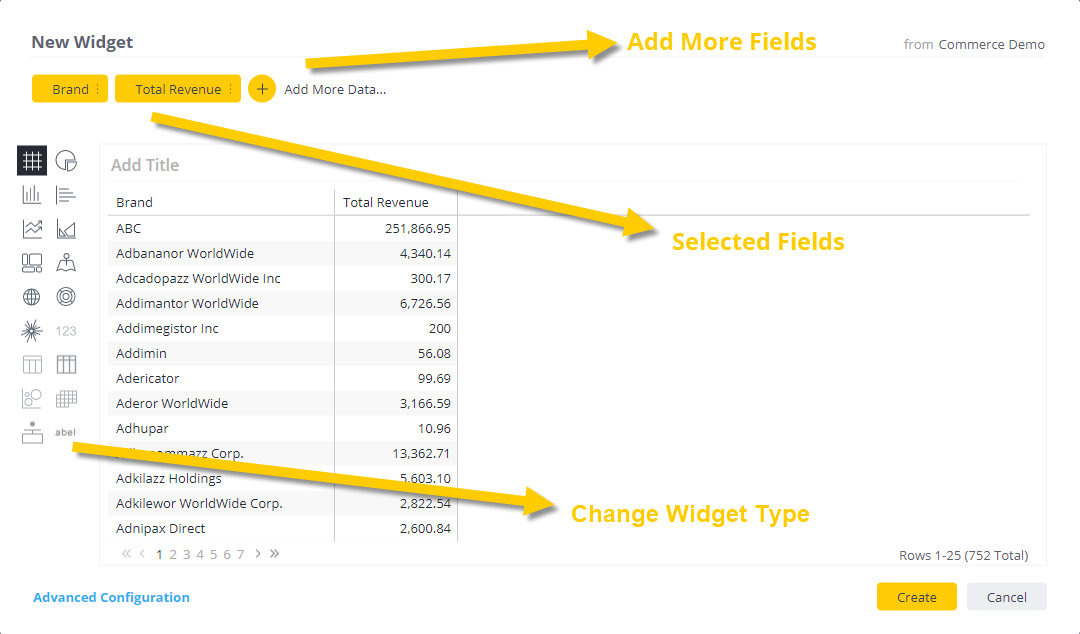 New Widget
Add More Fields
from Commerce Demo
Brand
Total Revenue
Add More Data...
Add Title
Brand Total Revenue
ABC 251,866.95
Adbananor WorldWide 4,340.14
Selected Fields
Adcadopazz WorldWide Inc 300.17
Addimantor WorldWide 6,726.56
Addimegistor Inc 200
123
Addimin 56.08
Adericator 99.69
Aderor WorldWide 3,166.59
Adhupar 10.96
abel
Corp. 13,362.71
Adkilazz Holdings 5,603.10
Adkilewor WorldWide Corp. 2,822.54
Change Widget Type
Adnipax Direct 2,600.84
« ‹ 1 2 3 4 5 6 7 › »
Rows 1-25 (752 Total)
Advanced Configuration
Create
Cancel